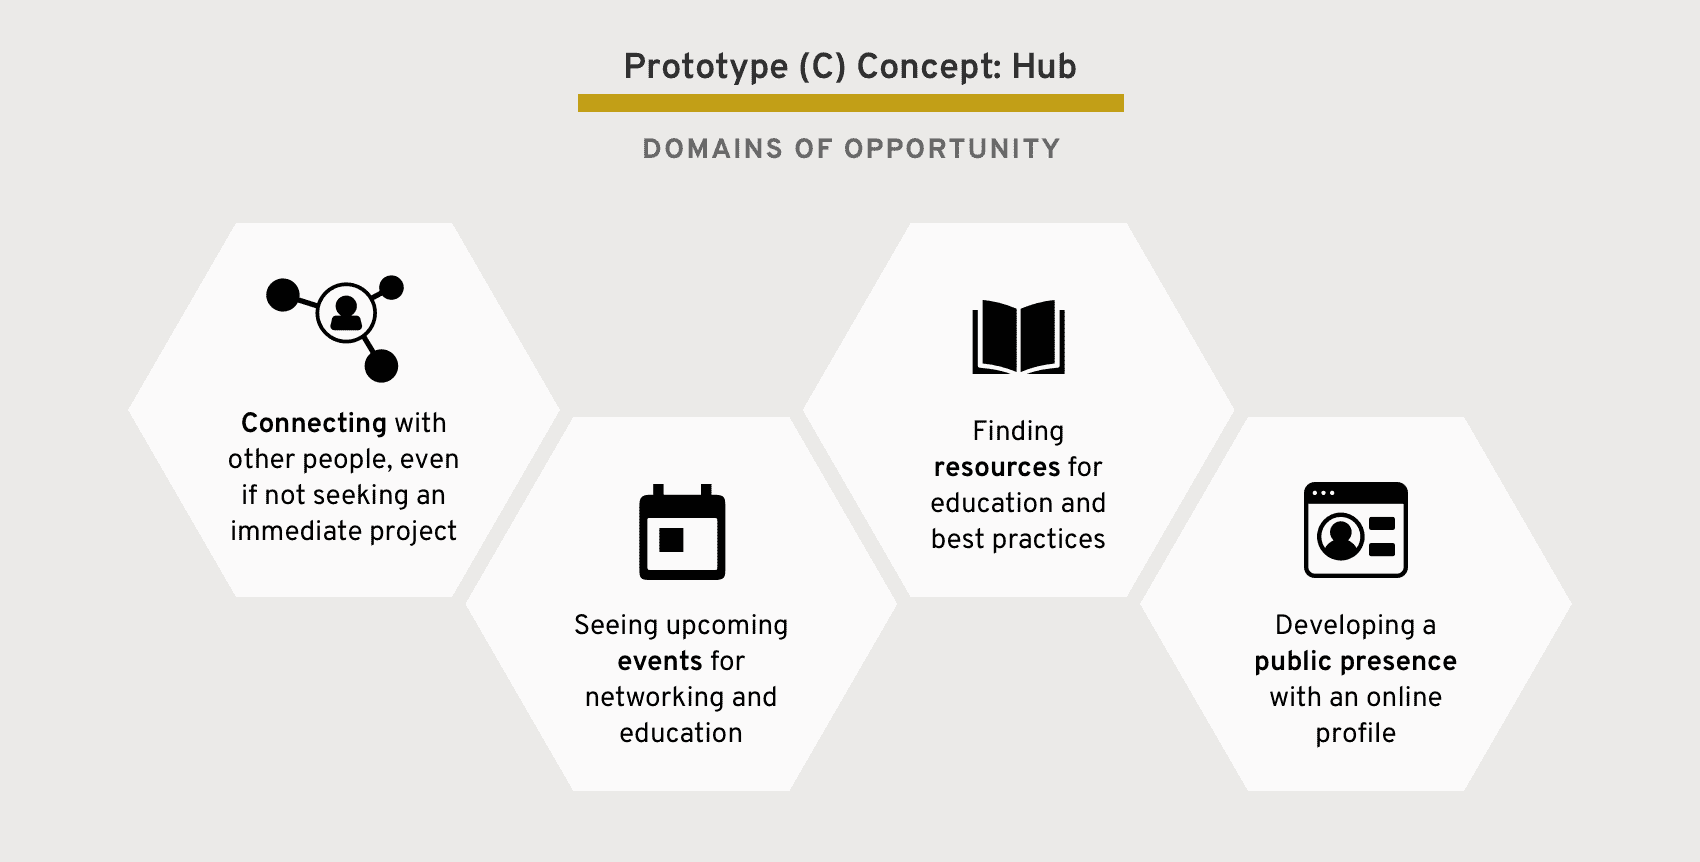 Prototype (C) Concept: Hub
DOMAINS OF OPPORTUNITY
Connecting with
other people, even
if not seeking an
immediate project
Seeing upcoming
events for
networking and
education
Finding
resources for
education and
best practices
Developing a
public presence
with an online
profile